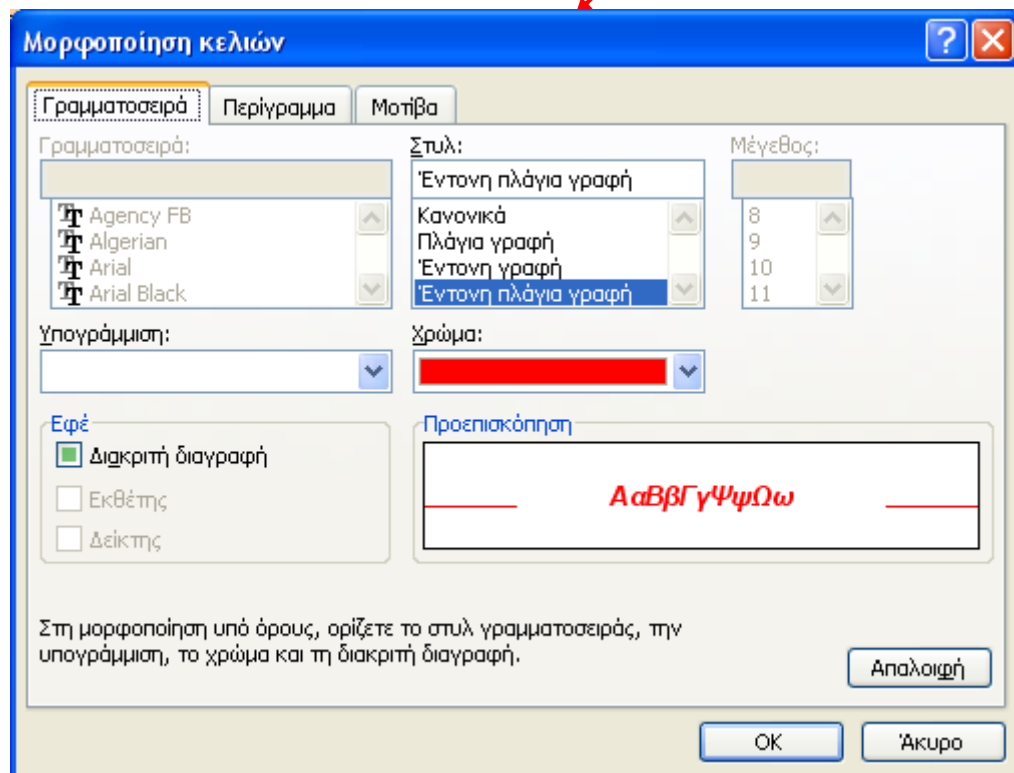 Μορφοποίηση κελιών
Γραμματοσειρά Περίγραμμα Μοτίβα
Γραμματοσειρά: Στυλ: Μέγεθος:
Έντονη πλάγια γραφή
Agency FB Κανονικά 8
Algerian Πλάγια γραφή 9
Arial Έντονη γραφή 10
Arial Black Έντονη πλάγια γραφή 11
Υπογράμμιση: Χρώμα:
Εφέ Προεπισκόπηση
Διακριτή διαγραφή
ΑαΒβΓγΨψΩω
Εκθέτης
Δείκτης
Στη μορφοποίηση υπό όρους, ορίζετε το στυλ γραμματοσειράς, την
υπογράμμιση, το χρώμα και τη διακριτή διαγραφή.
Απαλοιφή
OK Άκυρο